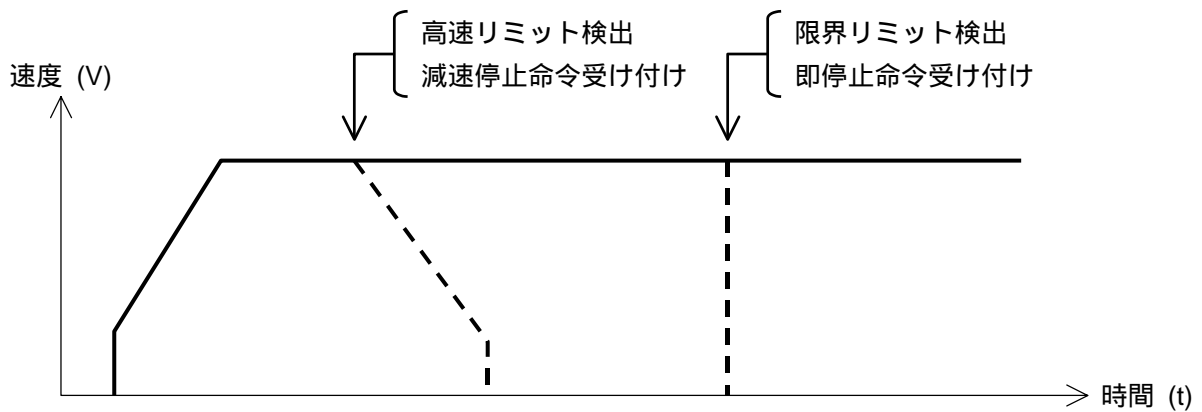 高速リミット検出
減速停止命令受け付け
限界リミット検出
即停止命令受け付け
速度 (V)
時間 (t)